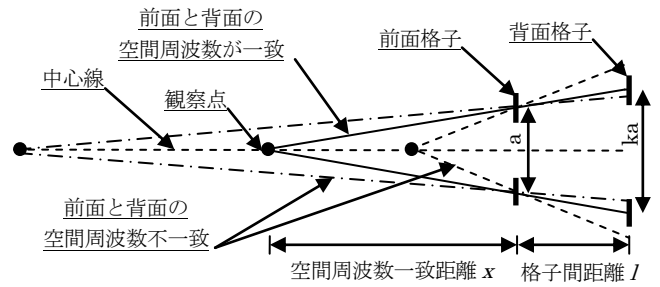 前面と背面の
空間周波数が一致
前面格子
背面格子
中心線
観察点
a
ka
前面と背面の
空間周波数不一致
空間周波数一致距離 x
格子間距離 l